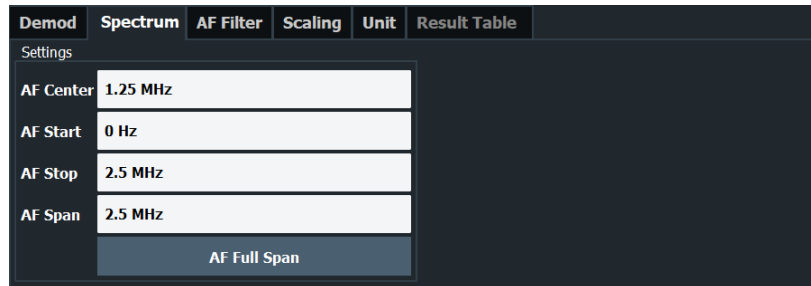 Demod Spectrum AF Filter Scaling Unit Result Table
Settings
AF Center 1.25 MHz
AF Start 0 Hz
AF Stop 2.5 MHz
AF Span 2.5 MHz
AF Full Span